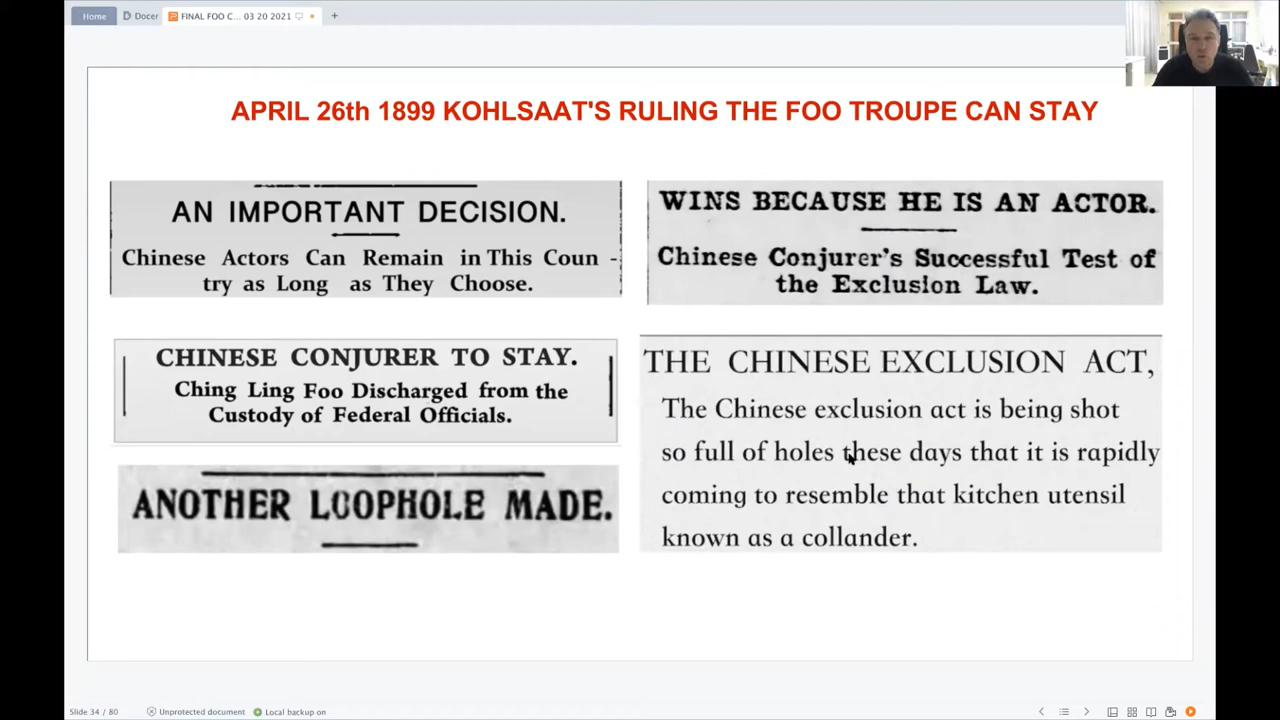 Home
Docer
FINAL FOO C... 03 20 2021
+
APRIL 26th 1899 KOHLSAAT'S RULING THE FOO TROUPE CAN STAY
AN IMPORTANT DECISION.
Chinese Actors Can Remain in This Coun -
try as Long as They Choose.
WINS BECAUSE HE IS AN ACTOR.
Chinese Conjurer's Successful Test of
the Exclusion Law.
CHINESE CONJURER TO STAY.
Ching Ling Foo Discharged from the
Custody of Federal Officials.
ANOTHER LOOPHOLE MADE.
THE CHINESE EXCLUSION ACT,
The Chinese exclusion act is being shot
so full of holes these days that it is rapidly
coming to resemble that kitchen utensil
known as a collander.
Slide 34 / 80
Unprotected document
Local backup on